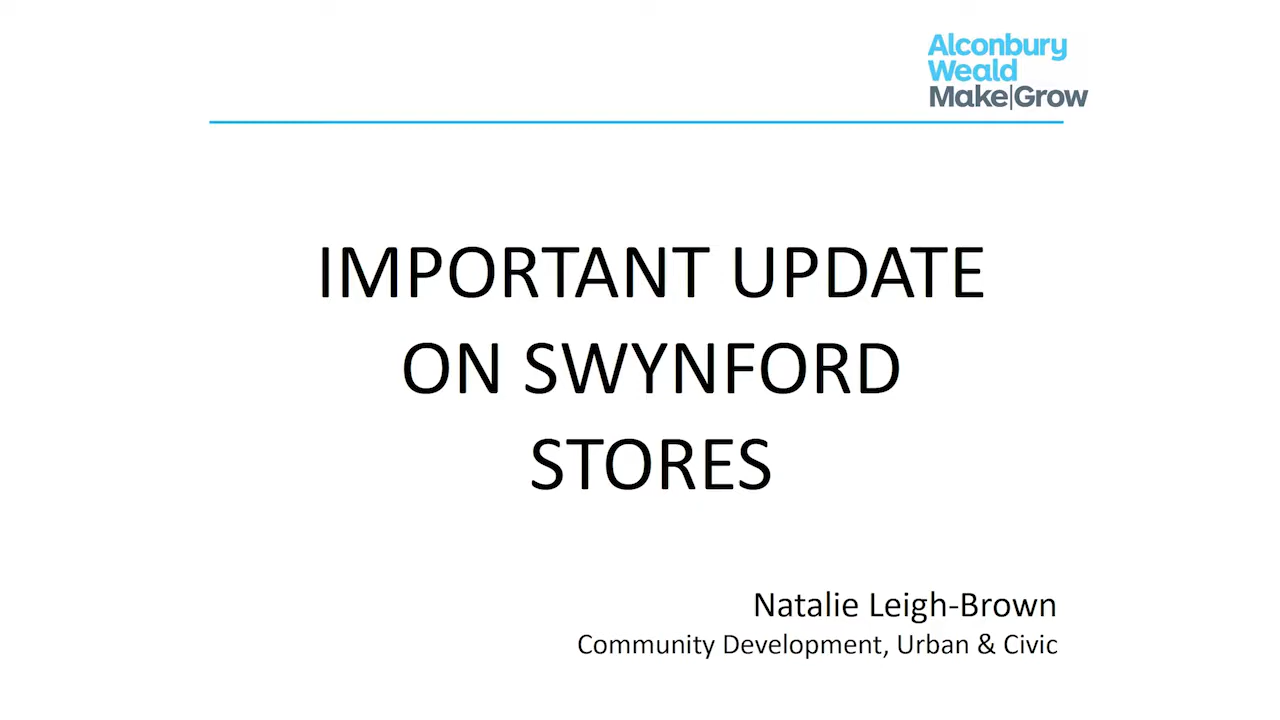 Alconbury
Weald
Make|Grow
IMPORTANT UPDATE
ON SWYNFORD
STORES
Natalie Leigh-Brown
Community Development, Urban & Civic